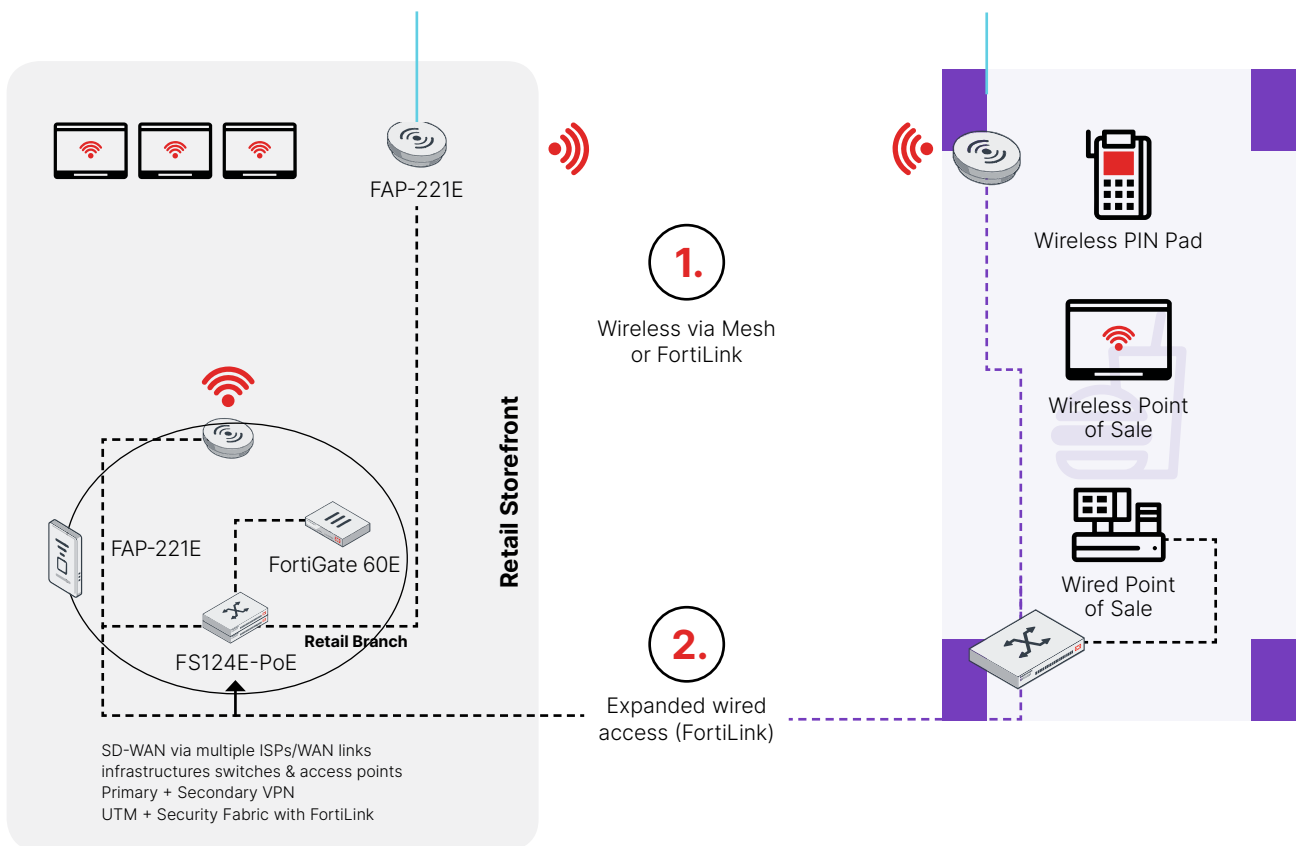 FAP-221E
Wireless PIN Pad
1.
Wireless via Mesh
or FortiLink
Wireless Point
of Sale
Retail Storefront
FAP-221E
FortiGate 60E
Retail Branch
FS124E-PoE
Wired Point
of Sale
2.
Expanded wired
access (FortiLink)
SD-WAN via multiple ISPs/WAN links
infrastructures switches & access points
Primary + Secondary VPN
UTM + Security Fabric with FortiLink